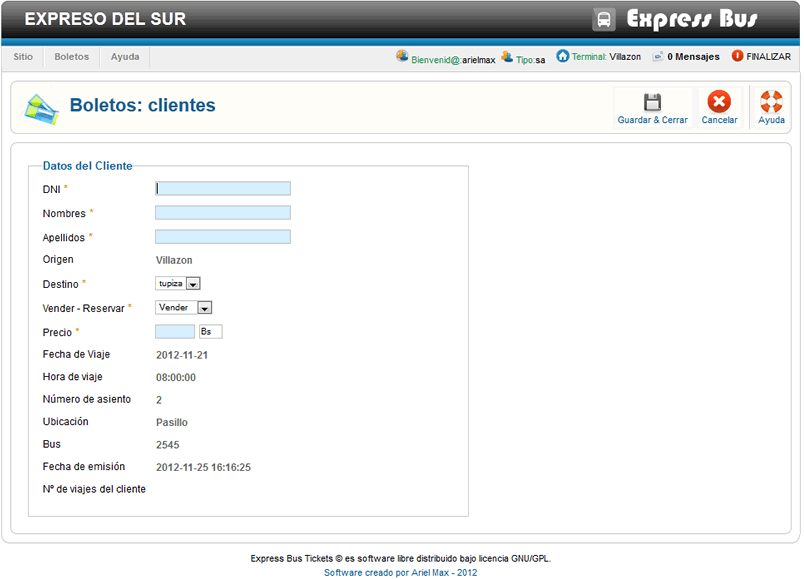 EXPRESO DEL SUR Express Bus
Sitio Boletos Ayuda Bienvenid@:arielmax Tipo:sa Terminal: Villazon 0 Mensajes FINALIZAR
Boletos: clientes
Guardar & Cerrar Cancelar Ayuda
Datos del Cliente
DNI *
Nombres *
Apellidos *
Origen Villazon
Destino * tupiza
Vender - Reservar * Vender
Precio * Bs
Fecha de Viaje 2012-11-21
Hora de viaje 08:00:00
Número de asiento 2
Ubicación Pasillo
Bus 2545
Fecha de emisión 2012-11-25 16:16:25
Nº de viajes del cliente
Express Bus Tickets © es software libre distribuido bajo licencia GNU/GPL.
Software creado por Ariel Max - 2012